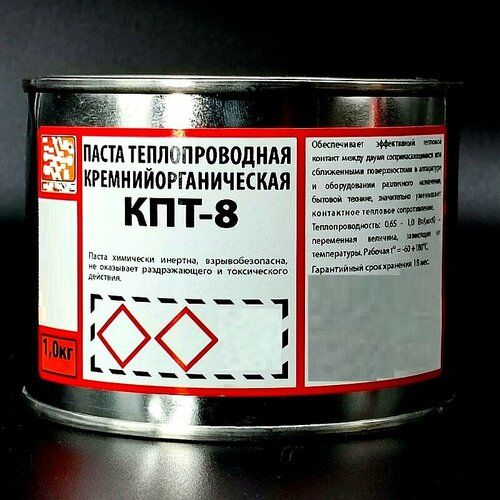 ПАСТА ТЕПЛОПРОВОДНАЯ
КРЕМНИЙОРГАНИЧЕСКАЯ
КПТ-8
Паста химически инертна, взрывобезопасна,
не оказывает раздражающего и токсического
действия.
1,0кг
Обеспечивает эффективный тепловой
контакт между двумя соприкасающимися или
сближенными поверхностями в аппаратуре
и оборудовании различного назначения,
бытовой технике, значительно уменьшает
контактное тепловое сопротивление.
Теплопроводность: 0,65 - 1,0 Вт/(мхК) –
переменная величина, зависящая от
температуры. Рабочая t° = -60 +180°С.
Гарантийный срок хранения 18 мес.